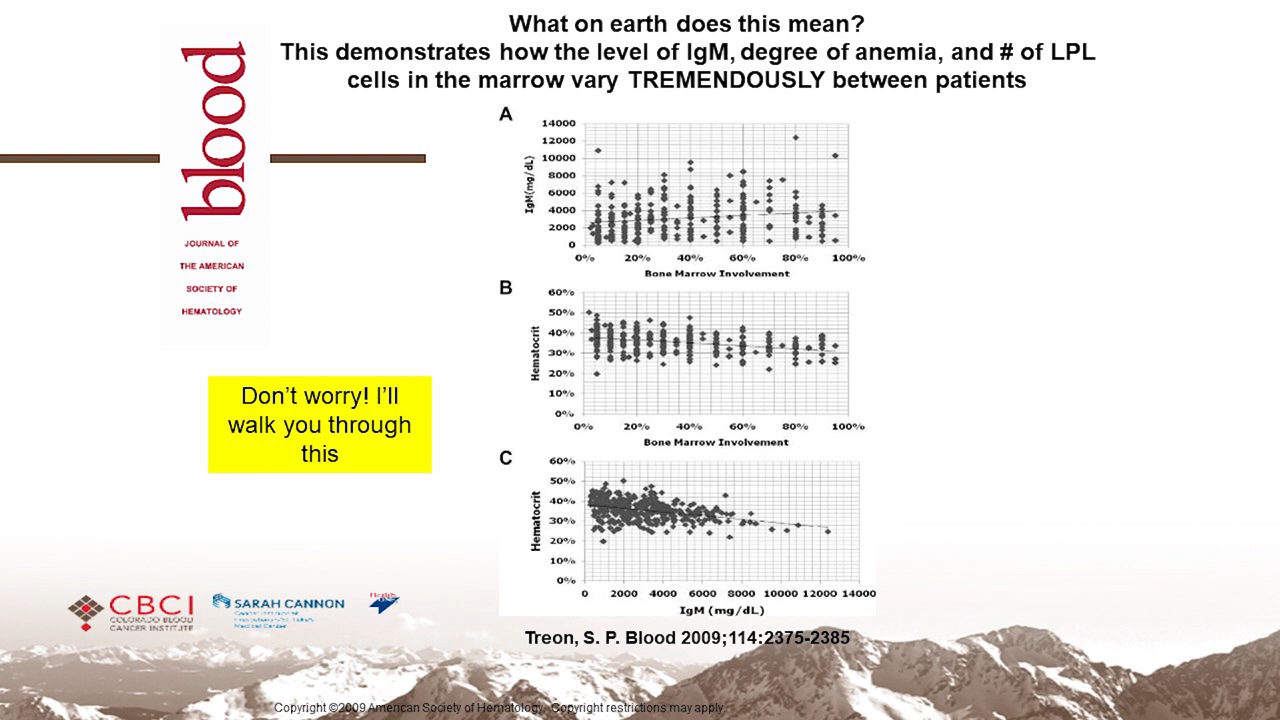 What on earth does this mean?
This demonstrates how the level of IgM, degree of anemia, and # of LPL
cells in the marrow vary TREMENDOUSLY between patients
blood
JOURNAL OF
THE AMERICAN
SOCIETY OF
HEMATOLOGY
Don’t worry! I’ll
walk you through
this
A
14000
12000
10000
8000
6000
4000
2000
0
IgM(mg/dL)
0% 20% 40% 60% 80% 100%
Bone Marrow Involvement
B
60%
50%
40%
30%
20%
10%
0%
Hematocrit
0% 20% 40% 60% 80% 100%
Bone Marrow Involvement
C
60%
50%
40%
30%
20%
10%
0%
Hematocrit
0 2000 4000 6000 8000 10000 12000 14000
IgM (mg/dL)
Treon, S. P. Blood 2009;114:2375-2385
CBCI
COLORADO BLOOD
CANCER INSTITUTE
SARAH CANNON
Medical Center
Copyright ©2009 American Society of Hematology. Copyright restrictions may apply.